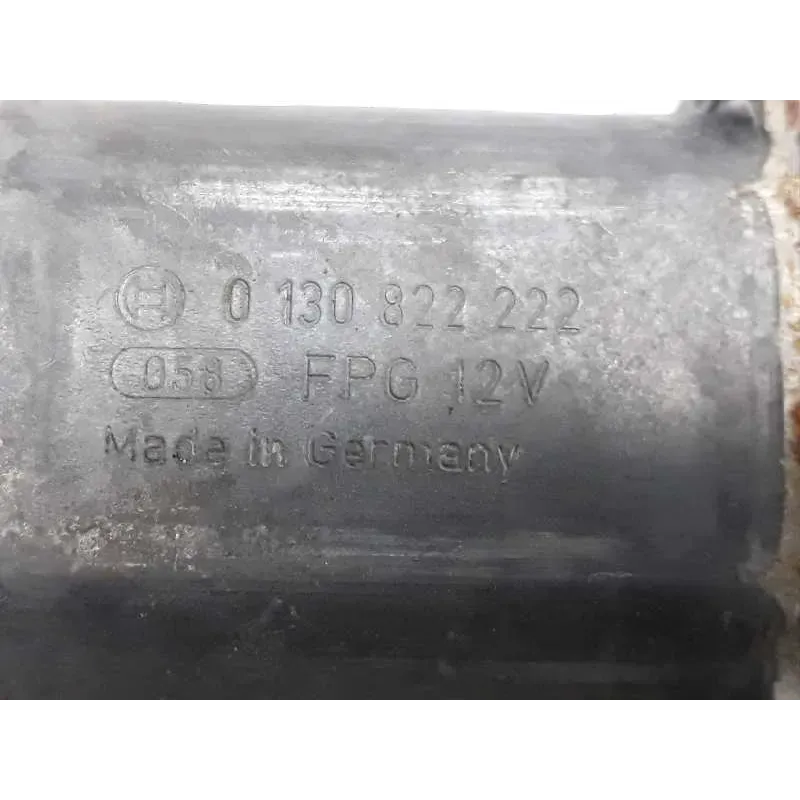 0 130 822 222
058 FPG 12V
Made in Germany